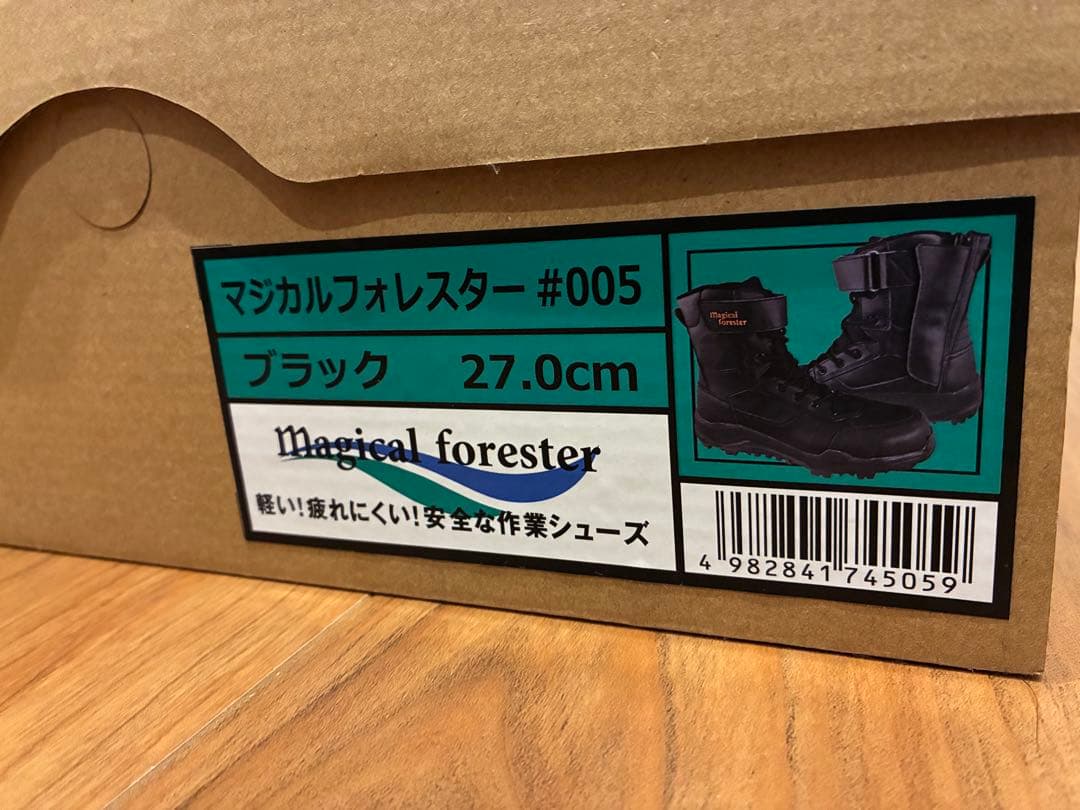 マジカルフォレスター #005
ブラック 27.0cm
magical forester
軽い!疲れにくい!安全な作業シューズ
magical
forester
4 982841 745059